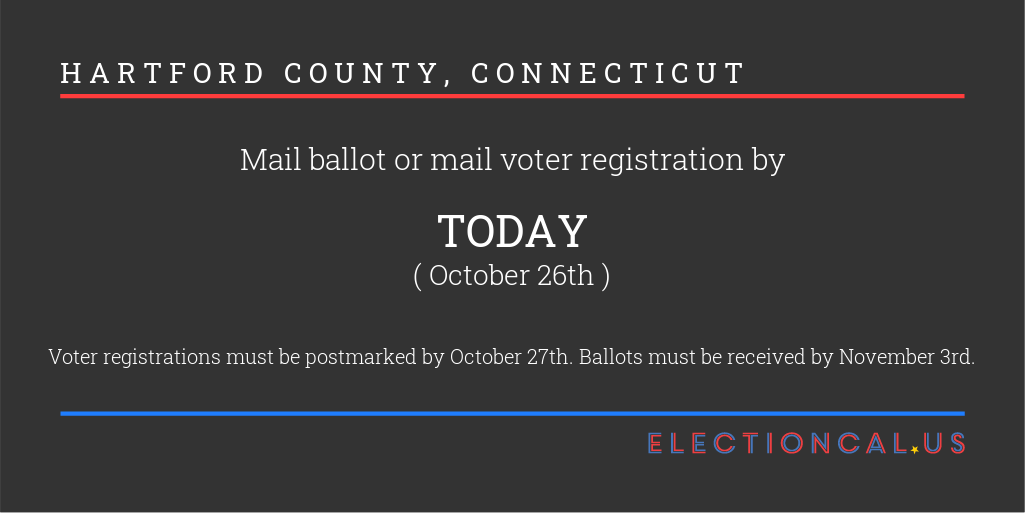 HARTFORD COUNTY, CONNECTICUT
Mail ballot or mail voter registration by
TODAY
( October 26th )
Voter registrations must be postmarked by October 27th. Ballots must be received by November 3rd.
ELECTIONCAL.US